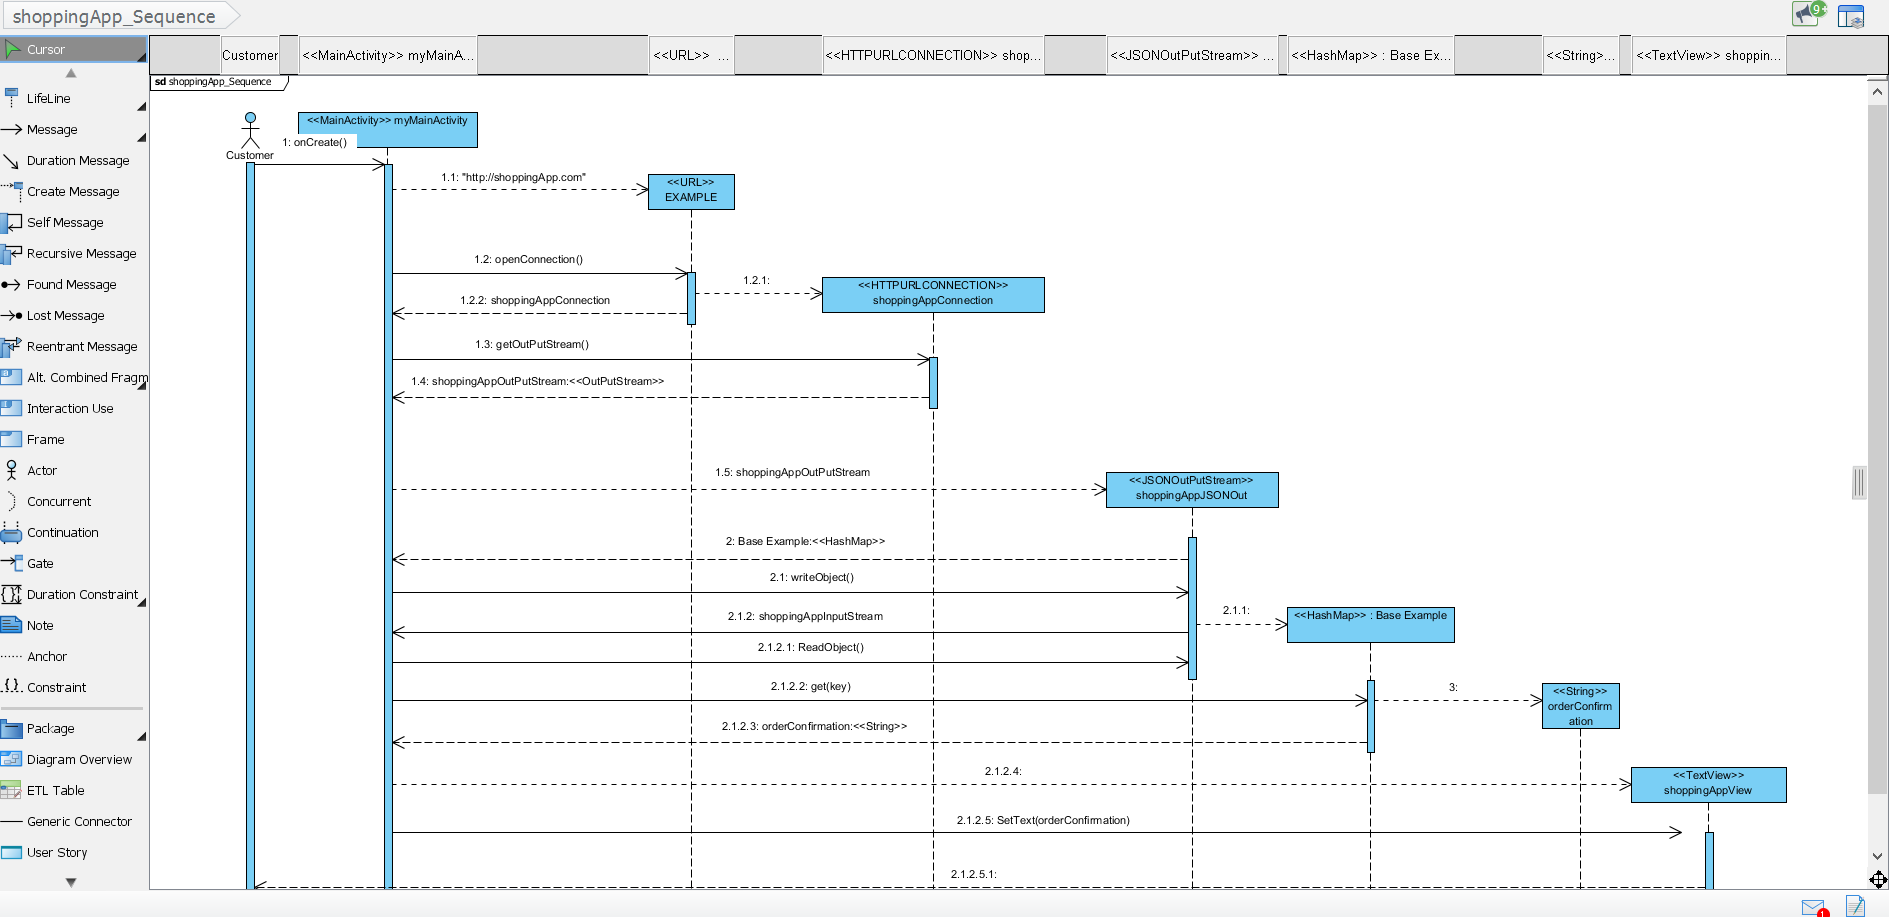 shoppingApp_Sequence
9+
Cursor
Customer
<<MainActivity>> myMainA...
<<URL>> ...
<<HTTPURLCONNECTION>> shop...
<<JSONOutPutStream>> ...
<<HashMap>> : Base Ex...
<<String>...
<<TextView>> shoppin...
sd shoppingApp_Sequence
LifeLine
Message
Duration Message
Create Message
Self Message
Recursive Message
Found Message
Lost Message
Reentrant Message
Alt. Combined Fragm
Interaction Use
Frame
Actor
Concurrent
Continuation
Gate
Duration Constraint
Note
Anchor
Constraint
Package
Diagram Overview
ETL Table
Generic Connector
User Story
<<MainActivity>> myMainActivity
1: onCreate()
Customer
1.1: "http://shoppingApp.com"
<<URL>>
EXAMPLE
1.2: openConnection()
1.2.1:
<<HTTPURLCONNECTION>>
shoppingAppConnection
1.2.2: shoppingAppConnection
1.3: getOutPutStream()
1.4: shoppingAppOutPutStream:<<OutPutStream>>
1.5: shoppingAppOutPutStream
<<JSONOutPutStream>>
shoppingAppJSONOut
2: Base Example:<<HashMap>>
2.1: writeObject()
2.1.1:
<<HashMap>> : Base Example
2.1.2: shoppingAppInputStream
2.1.2.1: ReadObject()
2.1.2.2: get(key)
3:
<<String>>
orderConfirm
ation
2.1.2.3: orderConfirmation:<<String>>
2.1.2.4:
<<TextView>>
shoppingAppView
2.1.2.5: SetText(orderConfirmation)
2.1.2.5.1:
1